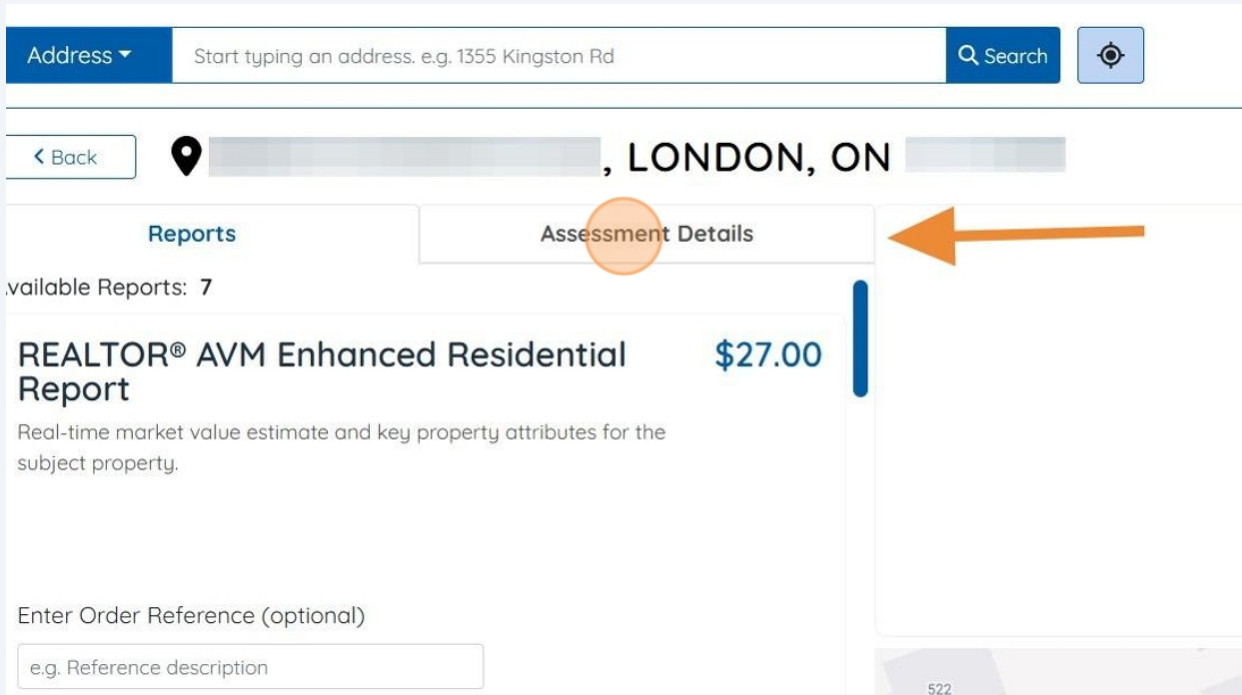 Address
Start typing an address. e.g. 1355 Kingston Rd
Search
Back
, LONDON, ON
Reports
Assessment Details
vailable Reports: 7
REALTOR® AVM Enhanced Residential
Report
$27.00
Real-time market value estimate and key property attributes for the
subject property.
Enter Order Reference (optional)
e.g. Reference description
522